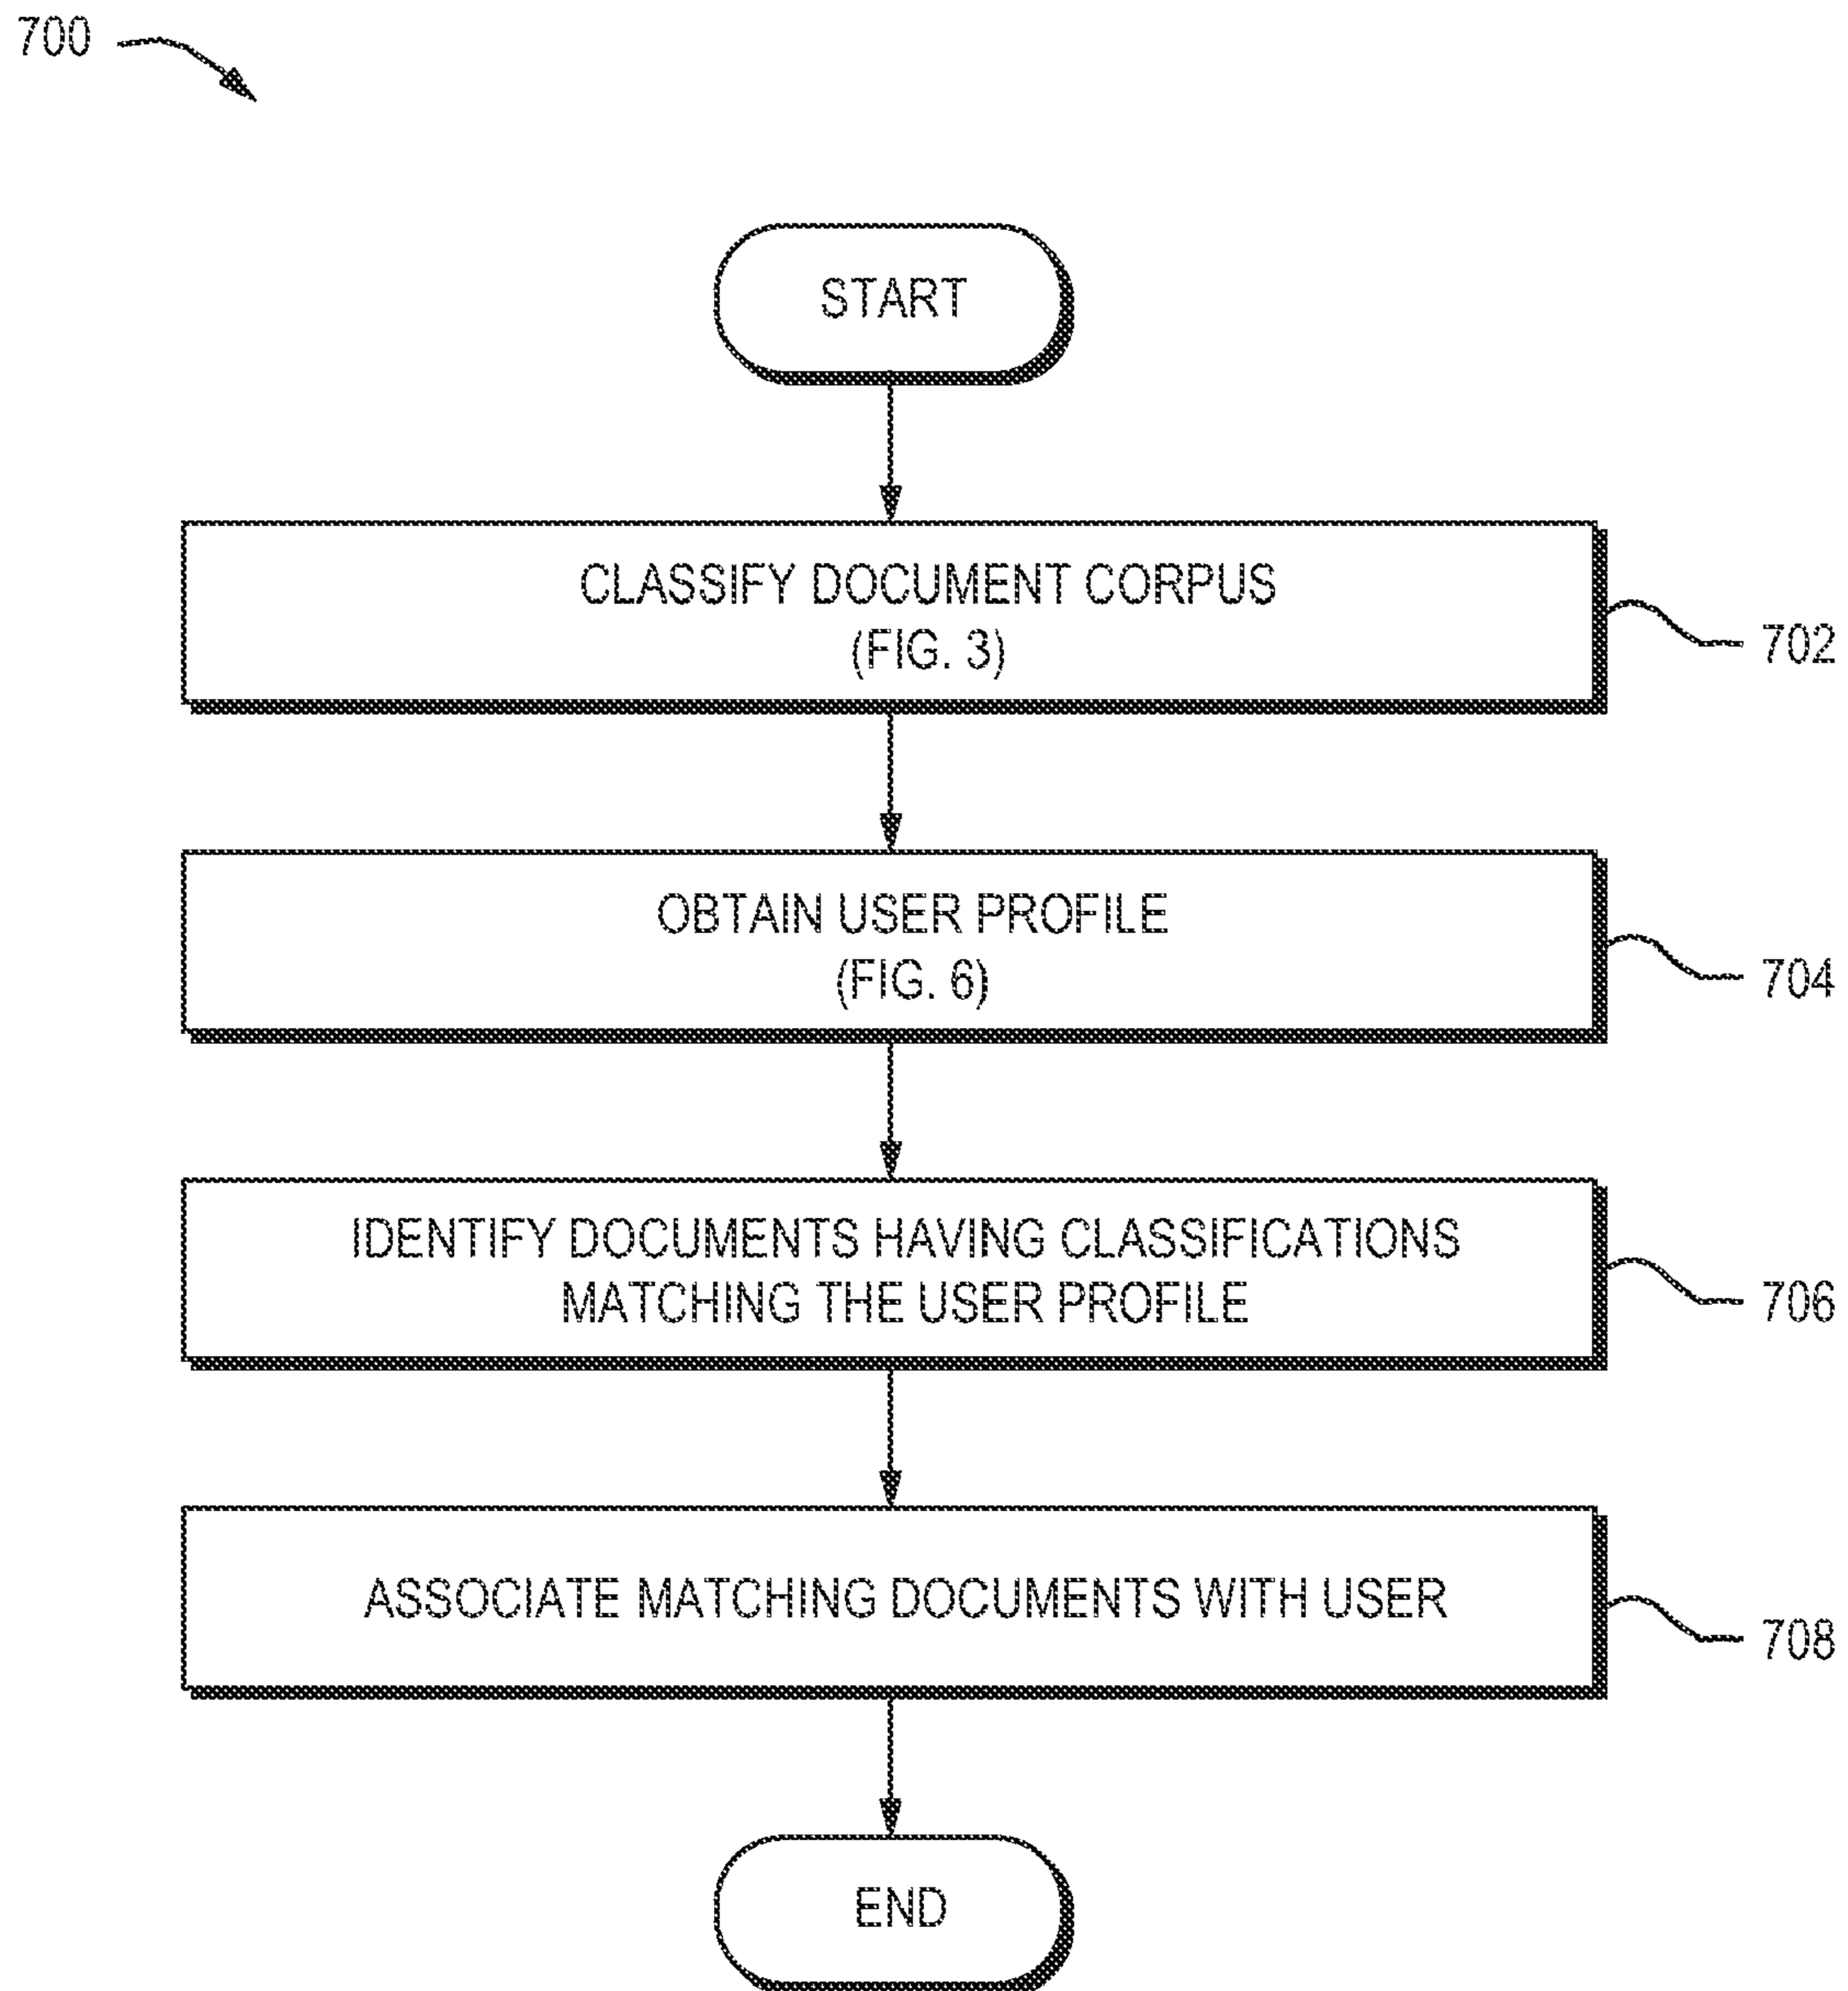 700
START
CLASSIFY DOCUMENT CORPUS
(FIG. 3)
702
OBTAIN USER PROFILE
(FIG. 6)
704
IDENTIFY DOCUMENTS HAVING CLASSIFICATIONS
MATCHING THE USER PROFILE
706
ASSOCIATE MATCHING DOCUMENTS WITH USER
708
END